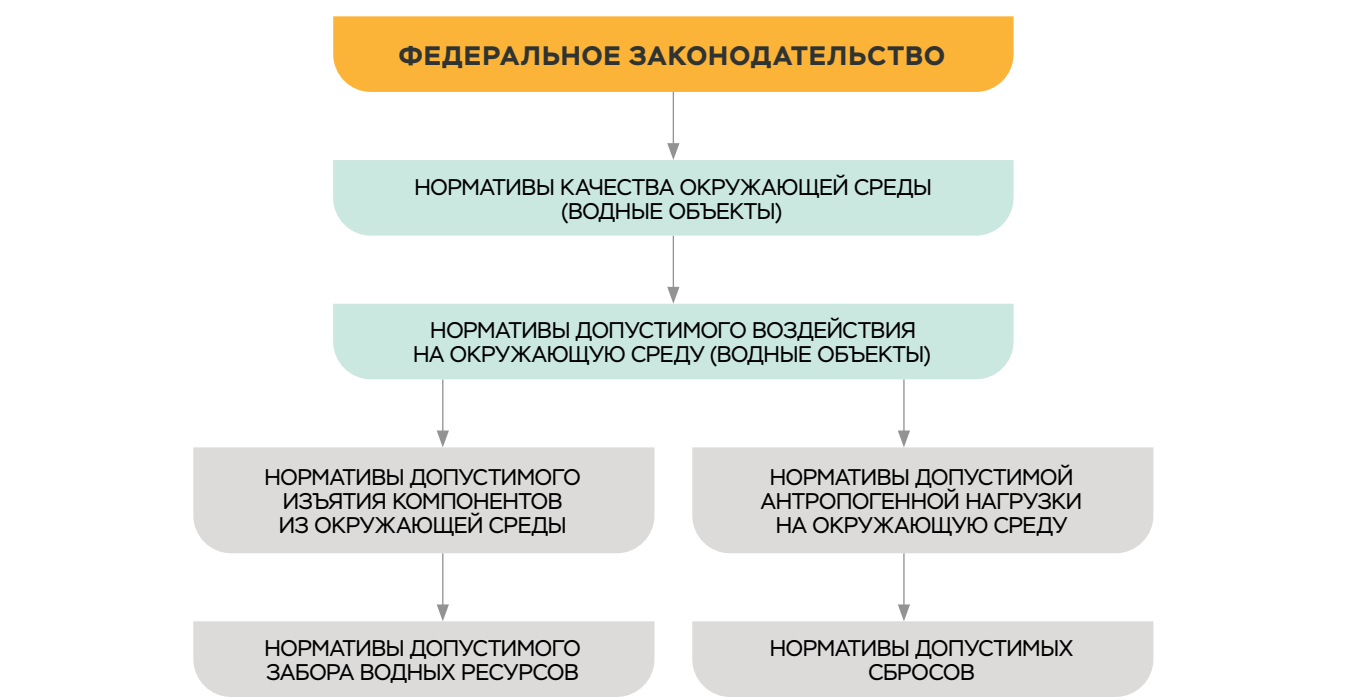 ФЕДЕРАЛЬНОЕ ЗАКОНОДАТЕЛЬСТВО
НОРМАТИВЫ КАЧЕСТВА ОКРУЖАЮЩЕЙ СРЕДЫ
(ВОДНЫЕ ОБЪЕКТЫ)
НОРМАТИВЫ ДОПУСТИМОГО ВОЗДЕЙСТВИЯ
НА ОКРУЖАЮЩУЮ СРЕДУ (ВОДНЫЕ ОБЪЕКТЫ)
НОРМАТИВЫ ДОПУСТИМОГО
ИЗЪЯТИЯ КОМПОНЕНТОВ
ИЗ ОКРУЖАЮЩЕЙ СРЕДЫ
НОРМАТИВЫ ДОПУСТИМОЙ
АНТРОПОГЕННОЙ НАГРУЗКИ
НА ОКРУЖАЮЩУЮ СРЕДУ
НОРМАТИВЫ ДОПУСТИМОГО
ЗАБОРА ВОДНЫХ РЕСУРСОВ
НОРМАТИВЫ ДОПУСТИМЫХ
СБРОСОВ